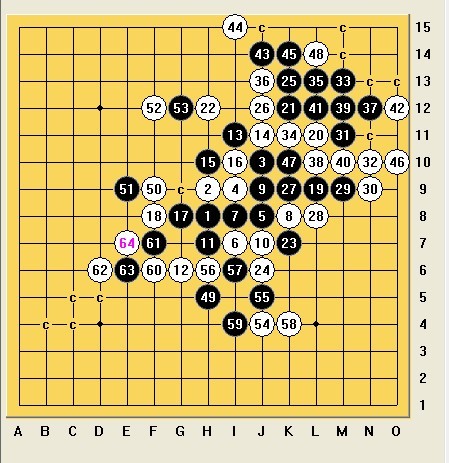 44 c c 15
43 45 48 c 14
36 25 35 33 c c 13
52 53 22 26 21 41 39 37 42 12
13 14 34 20 31 c 11
15 16 3 47 38 40 32 46 10
51 50 c 2 4 9 27 19 29 30 9
18 17 1 7 5 8 28 8
64 61 11 6 10 23 7
62 63 60 12 56 57 24 6
c c 49 55 5
c c 59 54 58 4
3
2
1
A B C D E F G H I J K L M N O